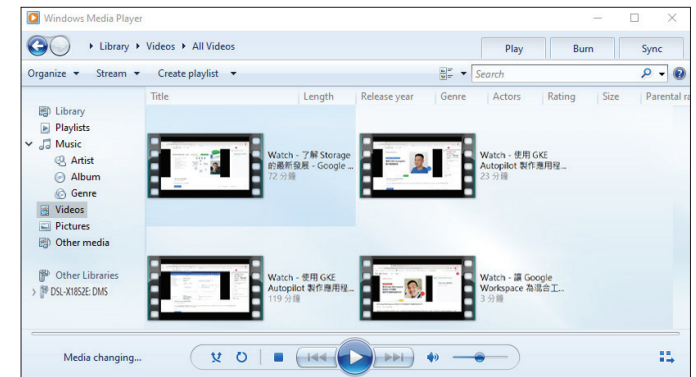 Windows Media Player
Library ▸ Videos ▸ All Videos
Play
Burn
Sync
Organize
Stream
Create playlist
Search
Title
Length
Release year
Genre
Actors
Rating
Size
Parental ra
Library
Playlists
Music
Artist
Album
Genre
Videos
Pictures
Other media
Other Libraries
DSL-X1852E: DMS
Watch - 了解 Storage
的最新發展 - Google ...
72 分鐘
Watch - 使用 GKE
Autopilot 製作應用程...
23 分鐘
Watch - 使用 GKE
Autopilot 製作應用程...
119 分鐘
Watch - 讓 Google
Workspace 為混合工...
3 分鐘
Media changing...